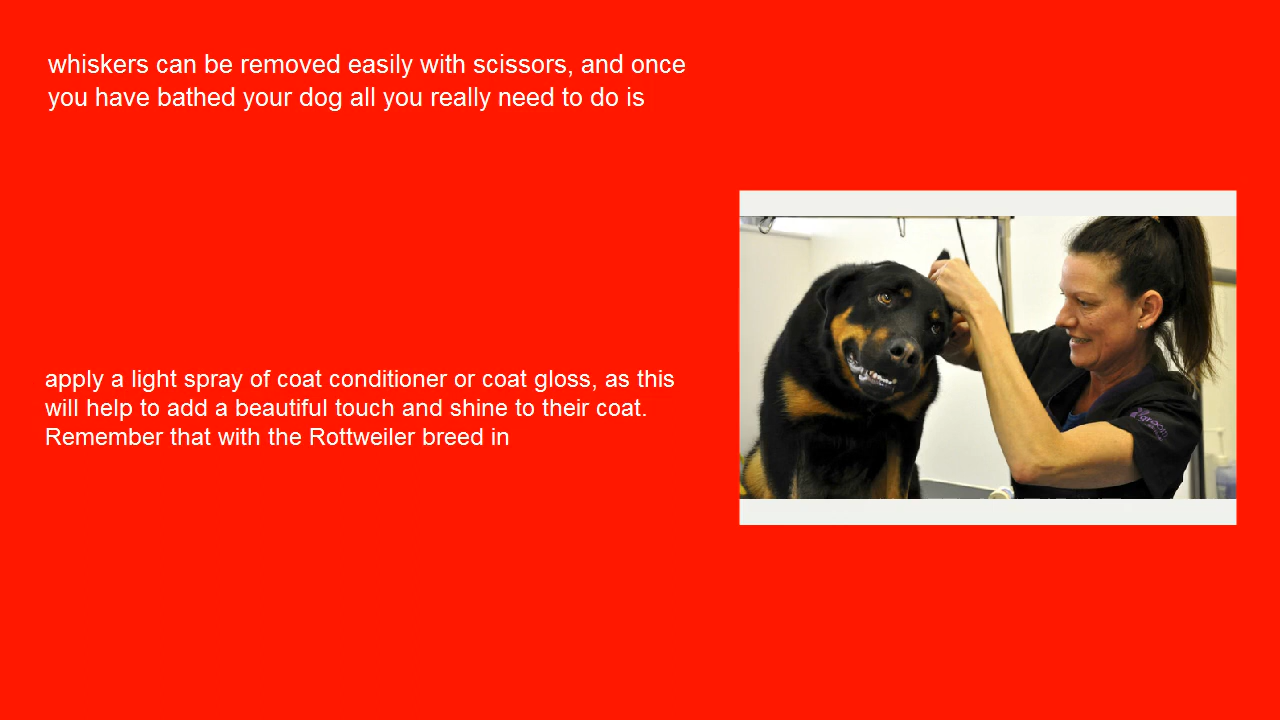 whiskers can be removed easily with scissors, and once
you have bathed your dog all you really need to do is
apply a light spray of coat conditioner or coat gloss, as this
will help to add a beautiful touch and shine to their coat.
Remember that with the Rottweiler breed in